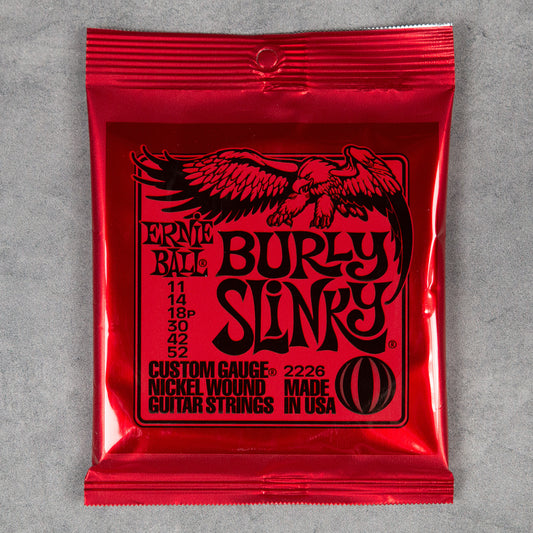 ERNIE
BALL®
BURLY
SLINKY®
11
14
18P
30
42
52
CUSTOM GAUGE® 2226
NICKEL WOUND MADE
GUITAR STRINGS IN USA